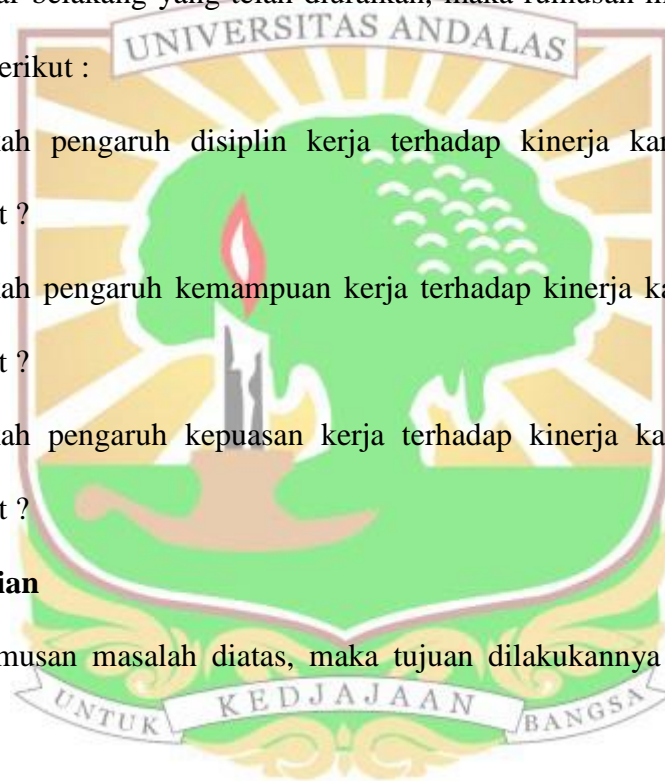 belakang yang telah diuraikan, maka rumusan
UNIVERSITAS ANDALAS
erikut :
ah pengaruh disiplin kerja terhadap kinerja kar
t ?
ah pengaruh kemampuan kerja terhadap kinerja ka
t ?
ah pengaruh kepuasan kerja terhadap kinerja ka
t ?
ian
musan masalah diatas, maka tujuan dilakukannya
UNTUK KEDJAJAAN BANGSA